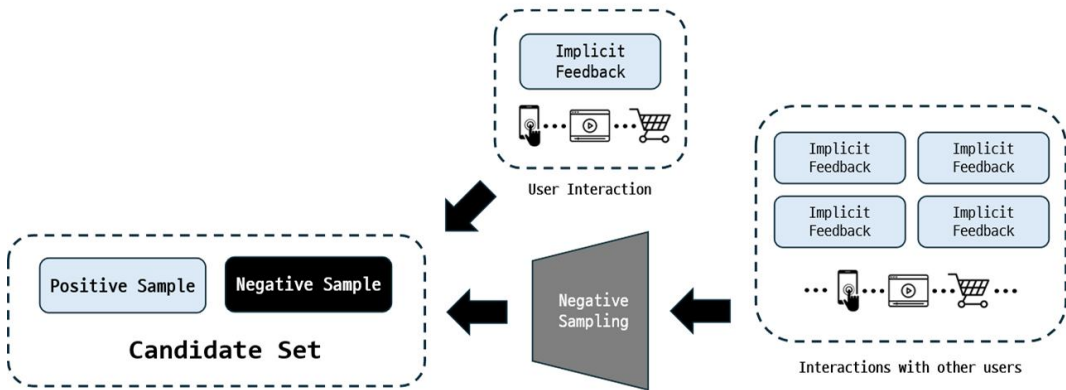 Implicit
Feedback
User Interaction
Implicit
Feedback
Implicit
Feedback
Implicit
Feedback
Implicit
Feedback
Interactions with other users
Negative
Sampling
Positive Sample
Negative Sample
Candidate Set